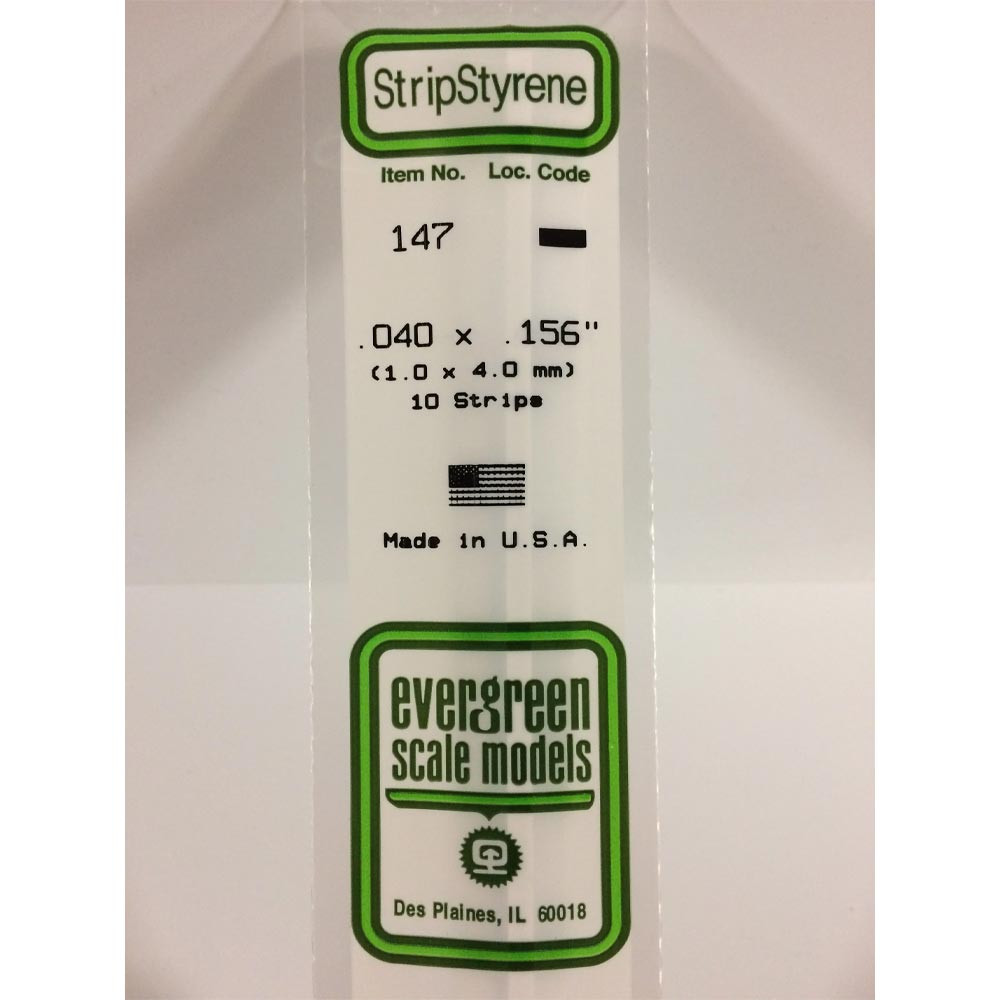 StripStyrene
Item No. Loc. Code
147
.040 x .156"
(1.0 x 4.0 mm)
10 Strips
Made in U.S.A.
evergreen
scale models
Des Plaines, IL 60018